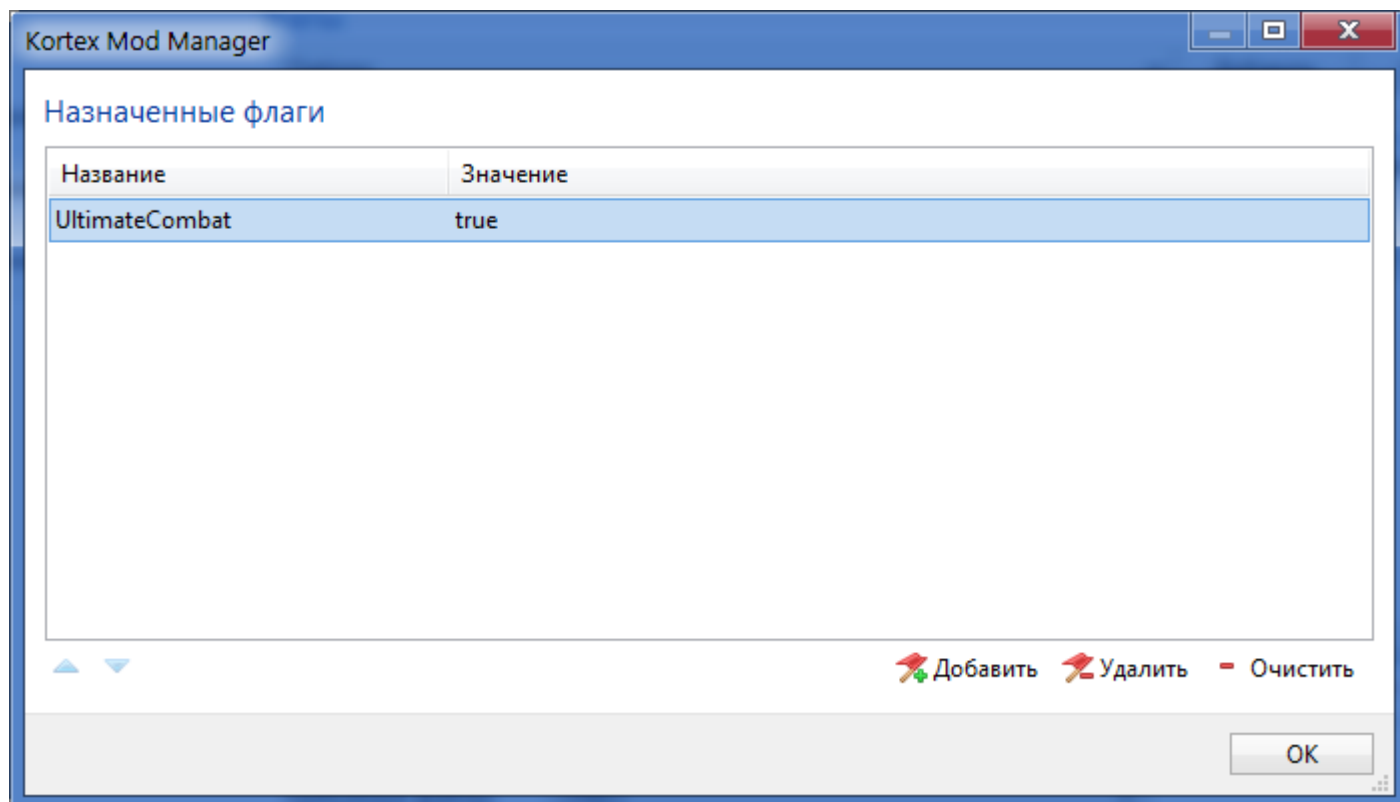 Kortex Mod Manager
Назначенные флаги
Название Значение
UltimateCombat true
Добавить Удалить Очистить
OK